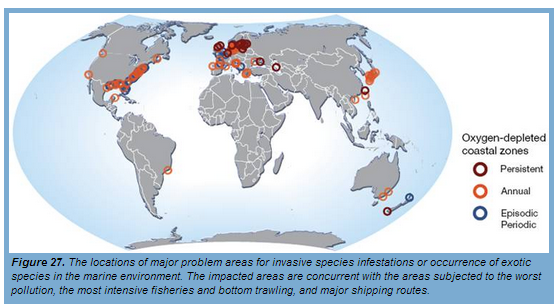 Oxygen-depleted
coastal zones
Persistent
Annual
Episodic
Periodic
Figure 27. The locations of major problem areas for invasive species infestations or occurrence of exotic
species in the marine environment. The impacted areas are concurrent with the areas subjected to the worst
pollution, the most intensive fisheries and bottom trawling, and major shipping routes.